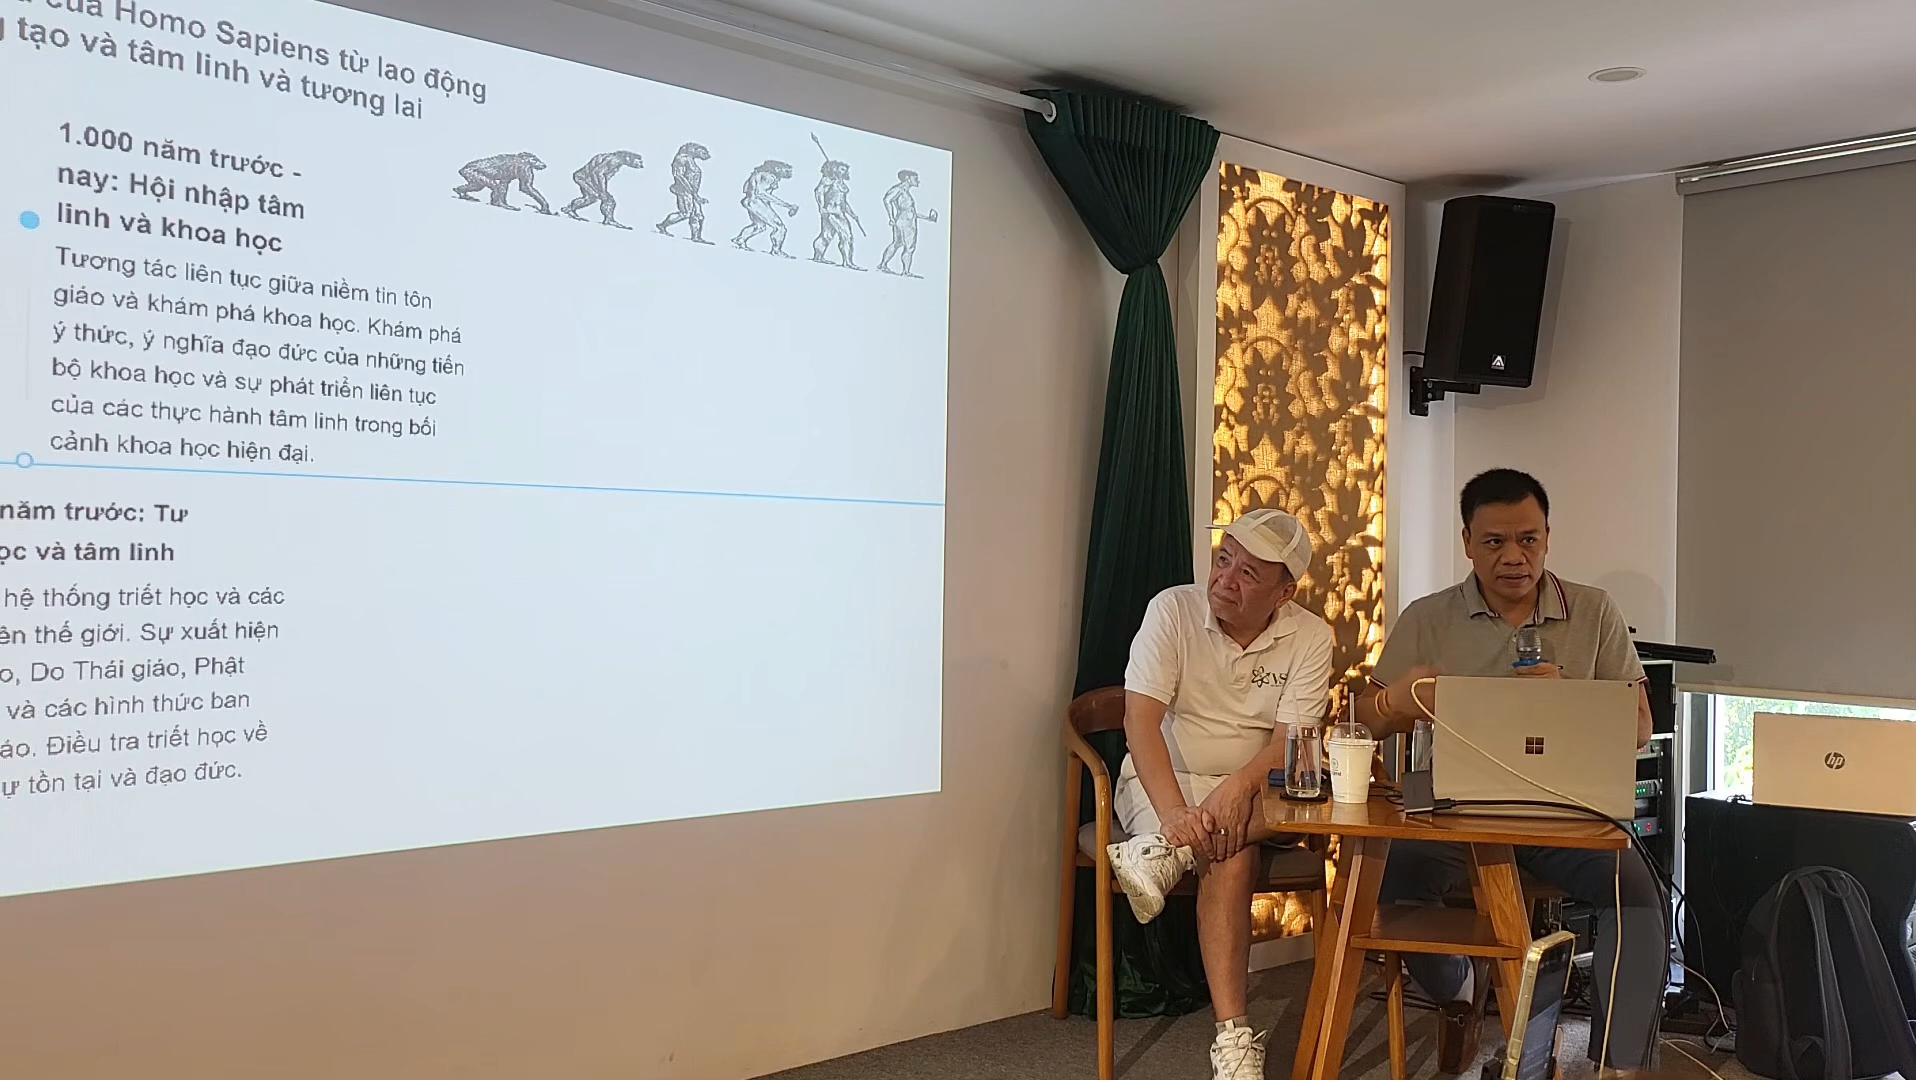 của Homo Sapiens từ lao động
tạo và tâm linh và tương lai
1.000 năm trước -
nay: Hội nhập tâm
linh và khoa học
Tương tác liên tục giữa niềm tin tôn
giáo và khám phá khoa học. Khám phá
ý thức, ý nghĩa đạo đức của những tiến
bộ khoa học và sự phát triển liên tục
của các thực hành tâm linh trong bối
cảnh khoa học hiện đại.
năm trước: Tư
ọc và tâm linh
hệ thống triết học và các
ên thế giới. Sự xuất hiện
o, Do Thái giáo, Phật
và các hình thức ban
áo. Điều tra triết học về
ự tồn tại và đạo đức.
VS
hp